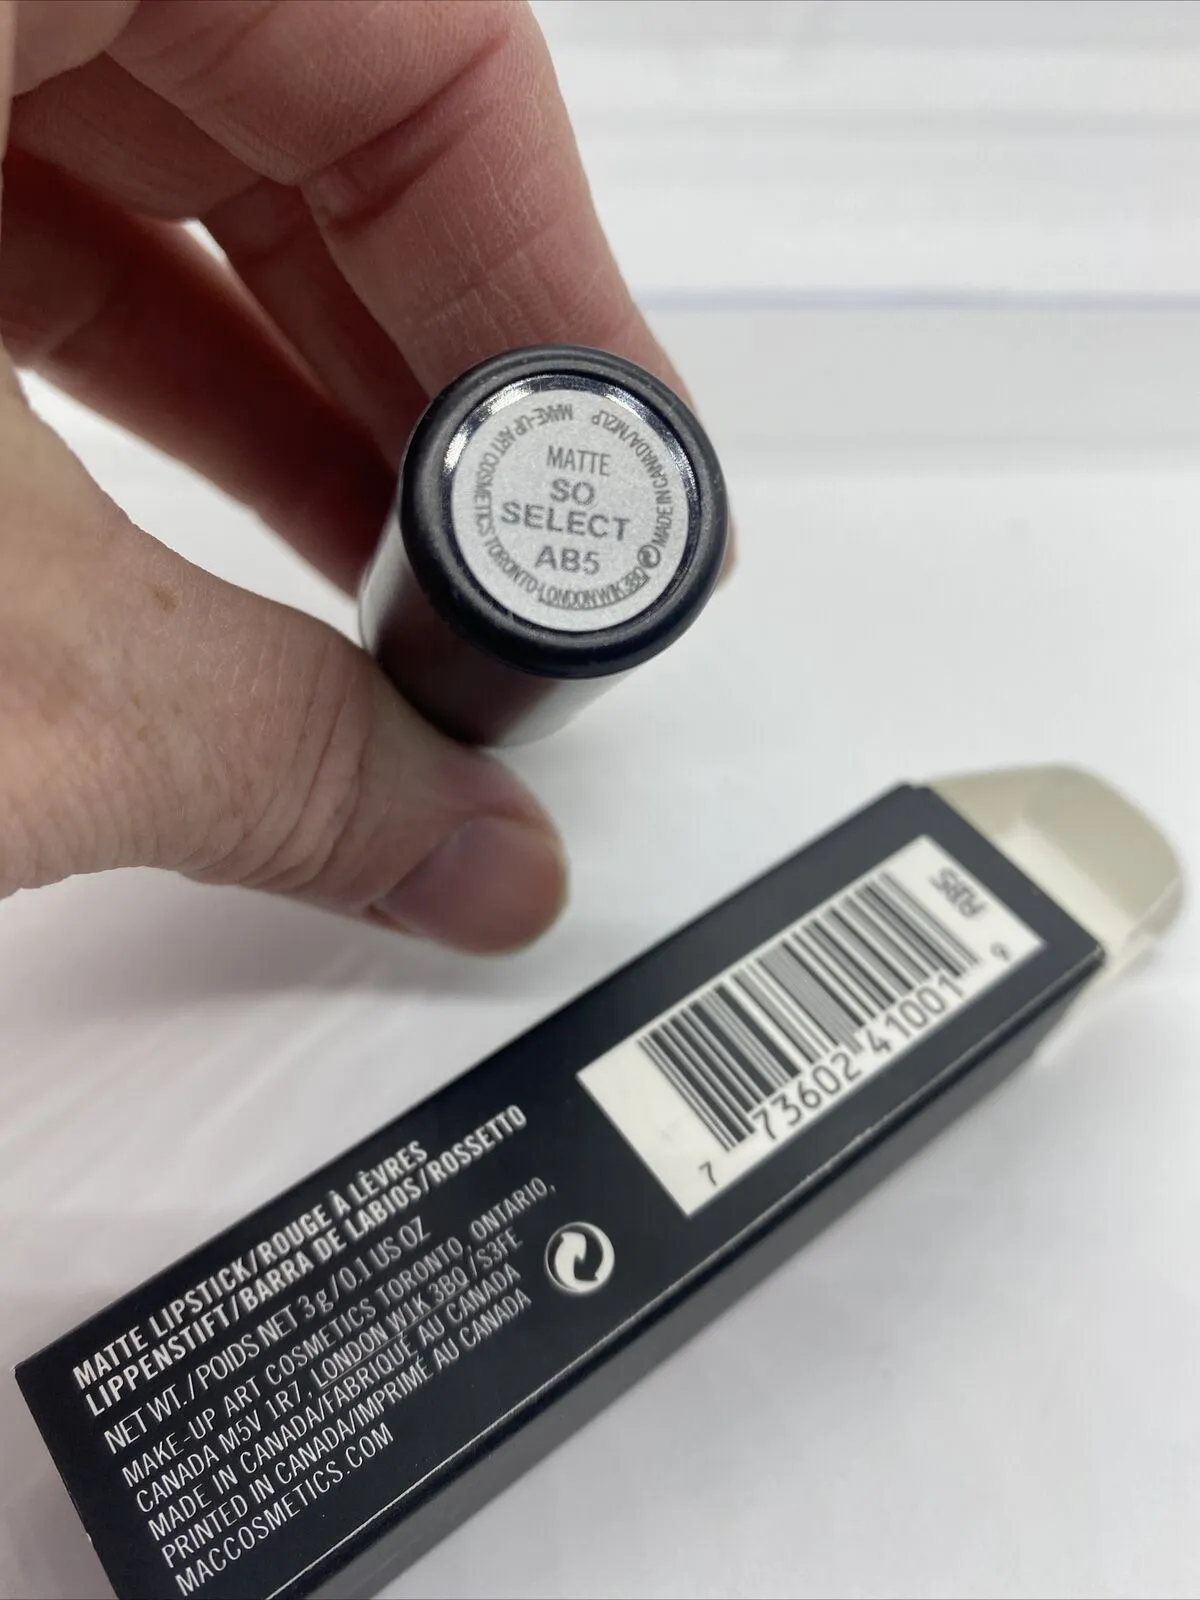 MATTE
SO
SELECT
AB5
MAKE-UP ART COSMETICS TORONTO-LONDON W1K 3BQ
MADE IN CANADA/M2LP
AB5
7 73602 41001 9
MATTE LIPSTICK/ROUGE À LÈVRES
LIPPENSTIFT/BARRA DE LABIOS/ROSSETTO
NET WT./POIDS NET 3 g/0.1 US OZ
MAKE-UP ART COSMETICS TORONTO, ONTARIO,
CANADA M5V 1R7, LONDON W1K 3BQ/S3FE
MADE IN CANADA/FABRIQUÉ AU CANADA
PRINTED IN CANADA/IMPRIMÉ AU CANADA
MACCOSMETICS.COM